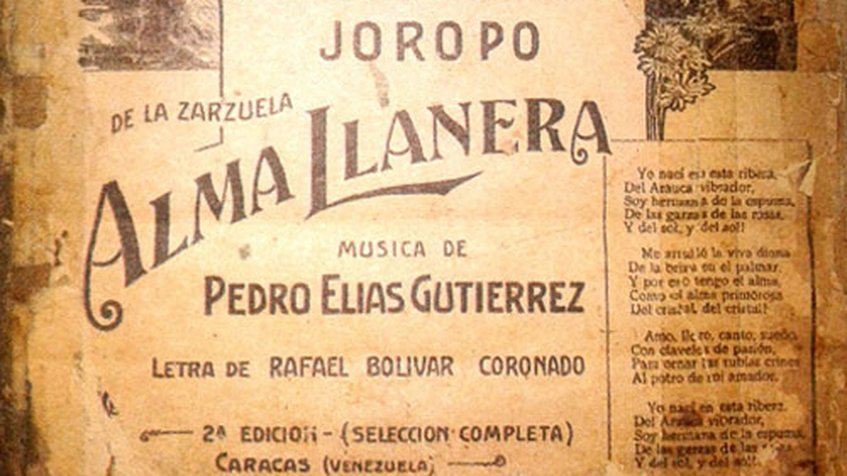 JOROPO
DE LA ZARZUELA
ALMA LLANERA
MUSICA DE
PEDRO ELIAS GUTIERREZ
LETRA DE RAFAEL BOLIVAR CORONADO
2ª EDICION - (SELECCION COMPLETA)
CARACAS (VENEZUELA)
Yo nací en esta ribera,
Del Arauca vibrador,
Soy hermana de la espuma,
De las garzas de las rosas,
Y del sol, y del sol!
Me arrulló la viva diana
De la brisa en el palmar.
Y por eso tengo el alma,
Como el alma primorosa
Del cristal, del cristal!
Amo, lloro, canto, sueño
Con claveles de pasión,
Para ornar las rubias crines
Al potro de mi amador.
Yo nací en esta ribera
Del Arauca vibrador,
Soy hermana de la espuma,
De las garzas de las
Y del sol, y del sol!